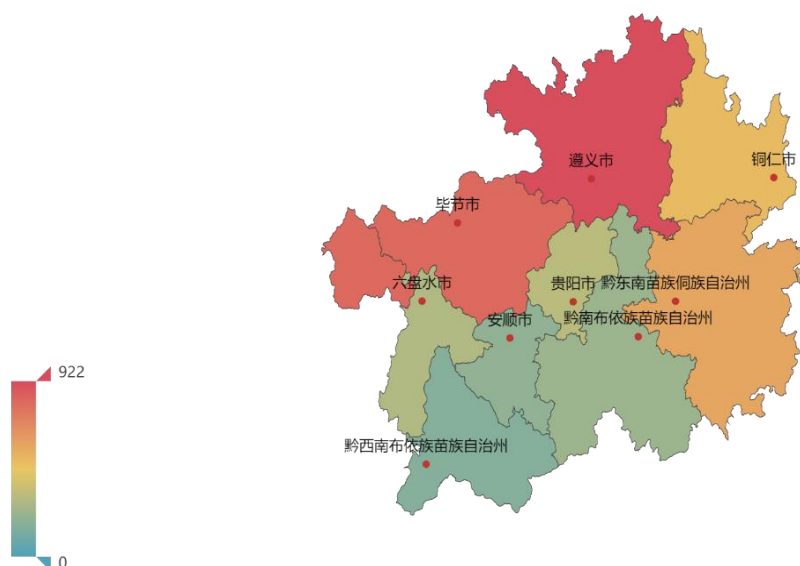 遵义市
铜仁市
毕节市
六盘水市
贵阳市
黔东南苗族侗族自治州
安顺市
黔南布依族苗族自治州
922
黔西南布依族苗族自治州
0